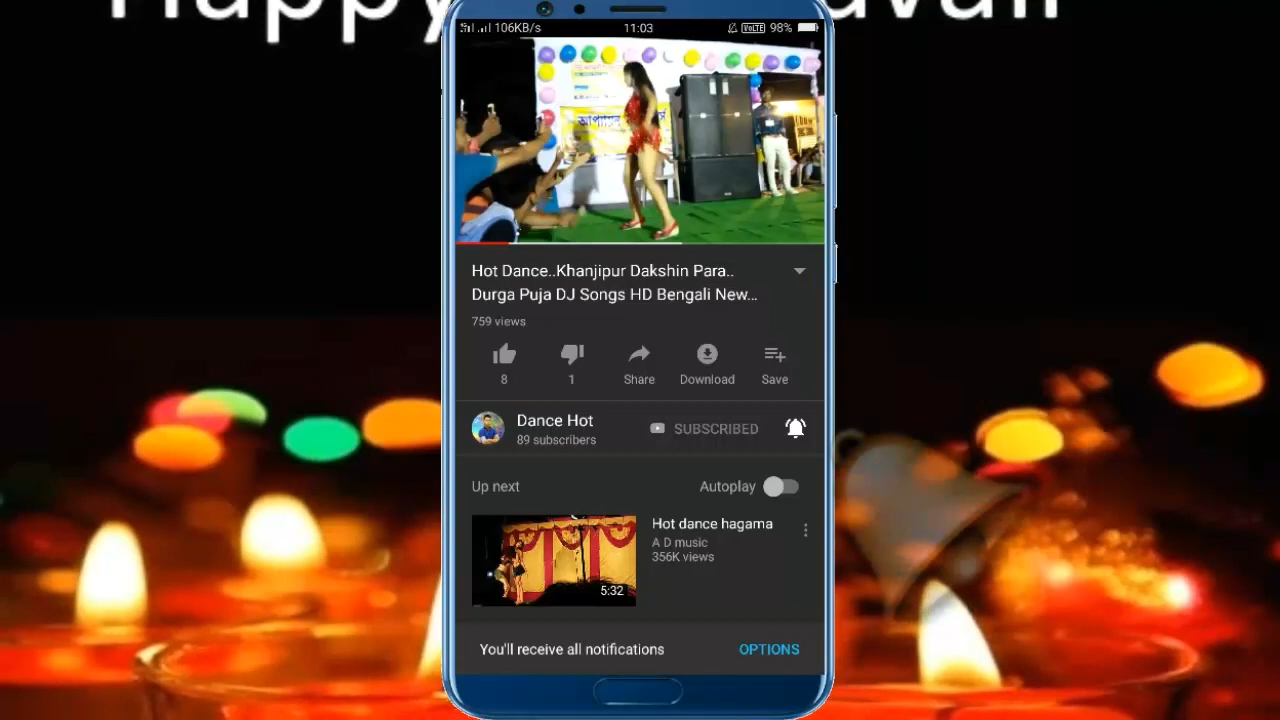 Happy
106KB/s 11:03 VoLTE 98%
Hot Dance..Khanjipur Dakshin Para..
Durga Puja DJ Songs HD Bengali New...
759 views
8 1 Share Download Save
Dance Hot
89 subscribers
SUBSCRIBED
Up next Autoplay
Hot dance hagama
A D music
356K views
5:32
You'll receive all notifications OPTIONS